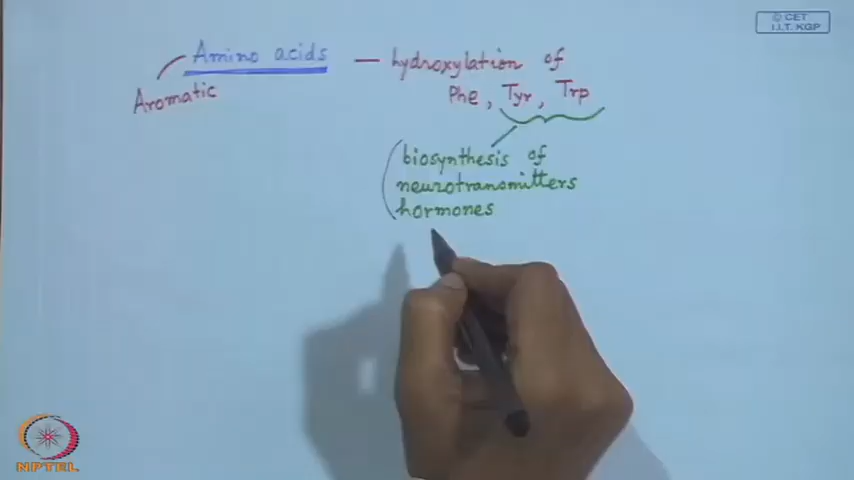 © CET
I.I.T. KGP
Amino acids — hydroxylation of
Aromatic
Phe, Tyr, Trp
biosynthesis of
neurotransmitters
hormones
NPTEL